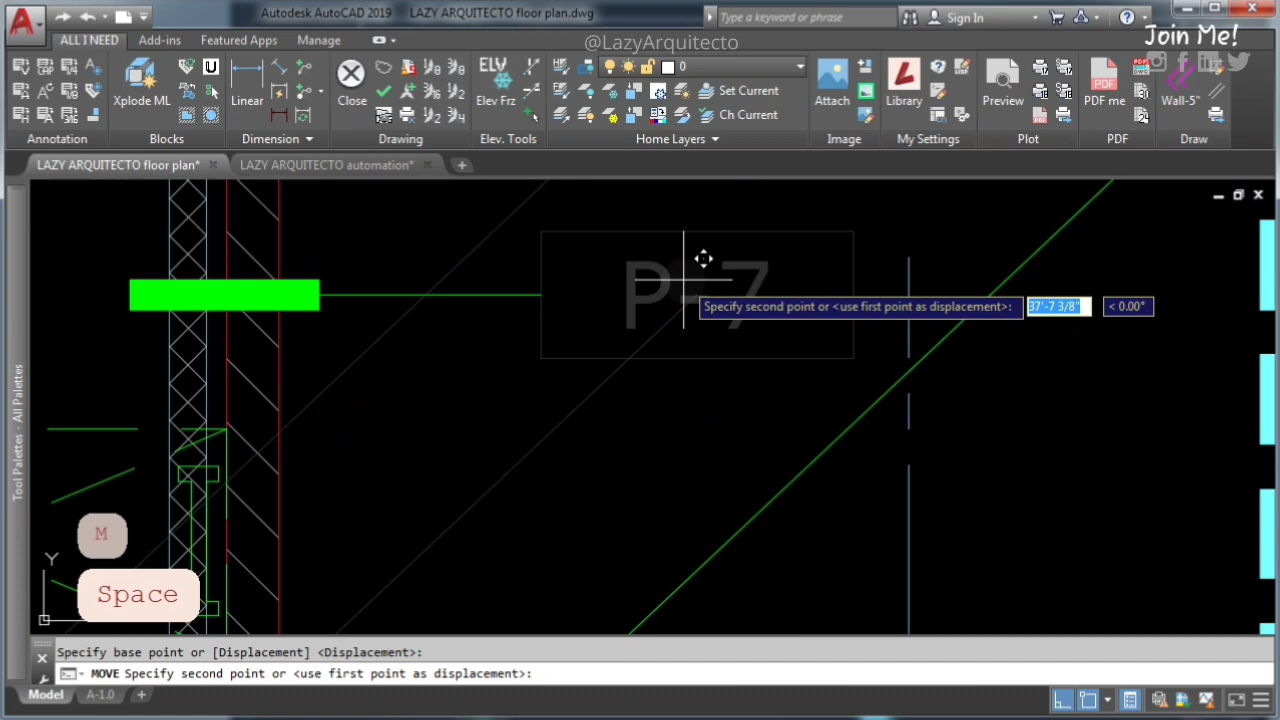 Autodesk AutoCAD 2019 LAZY ARQUITECTO floor plan.dwg
Type a keyword or phrase
Sign In
Join Me!
@LazyArquitecto
ALL I NEED Add-ins Featured Apps Manage
Xplode ML
Linear
Close
ELV
Elev Frz
0
Set Current
Ch Current
Attach
Library
Preview
PDF
PDF me
Wall-5"
Annotation Blocks Dimension Drawing Elev. Tools Home Layers Image My Settings Plot PDF Draw
LAZY ARQUITECTO floor plan* LAZY ARQUITECTO automation*
Specify second point or <use first point as displacement>: 37'-7 3/8" < 0.00°
Tool Palettes - All Palettes
M
Y
Space
Specify base point or [Displacement] <Displacement>:
MOVE Specify second point or <use first point as displacement>:
Model A-1.0